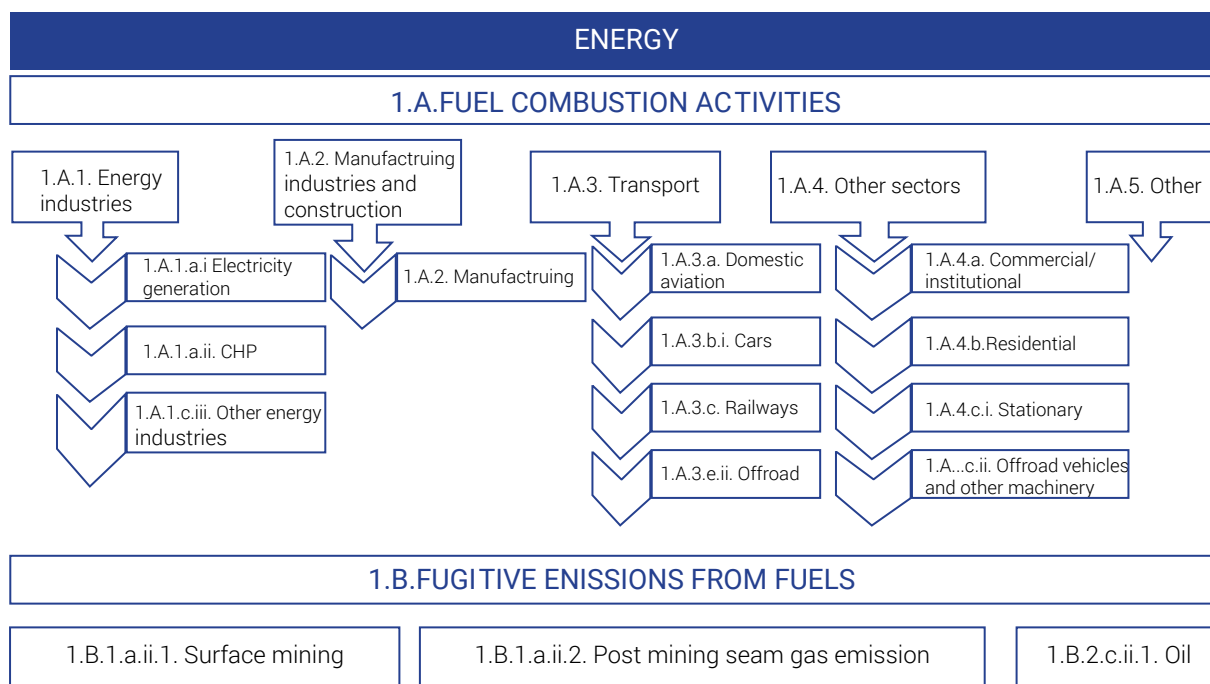 ENERGY
1.A.FUEL COMBUSTION ACTIVITIES
1.A.1. Energy
industries
1.A.1.a.i Electricity
generation
1.A.1.a.ii. CHP
1.A.1.c.iii. Other energy
industries
1.A.2. Manufactruing
industries and
construction
1.A.2. Manufactruing
1.A.3. Transport
1.A.3.a. Domestic
aviation
1.A.3.b.i. Cars
1.A.3.c. Railways
1.A.3.e.ii. Offroad
1.A.4. Other sectors
1.A.4.a. Commercial/
institutional
1.A.4.b.Residential
1.A.4.c.i. Stationary
1.A...c.ii. Offroad vehicles
and other machinery
1.A.5. Other
1.B.FUGITIVE ENISSIONS FROM FUELS
1.B.1.a.ii.1. Surface mining
1.B.1.a.ii.2. Post mining seam gas emission
1.B.2.c.ii.1. Oil